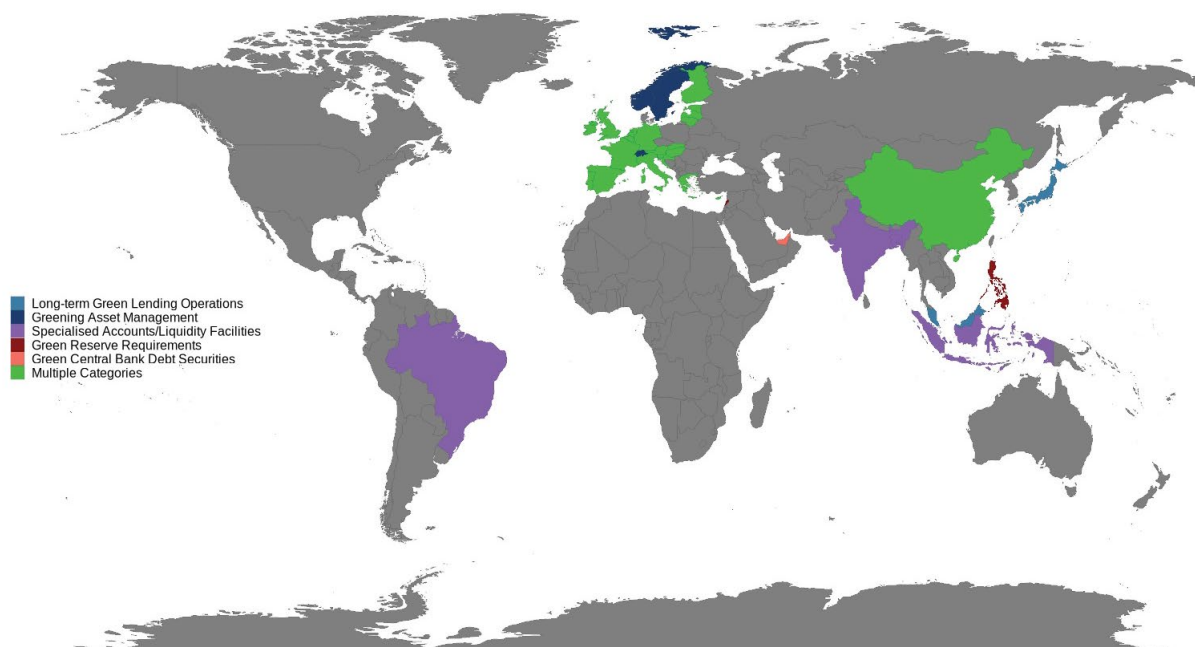 Long-term Green Lending Operations
Greening Asset Management
Specialised Accounts/Liquidity Facilities
Green Reserve Requirements
Green Central Bank Debt Securities
Multiple Categories